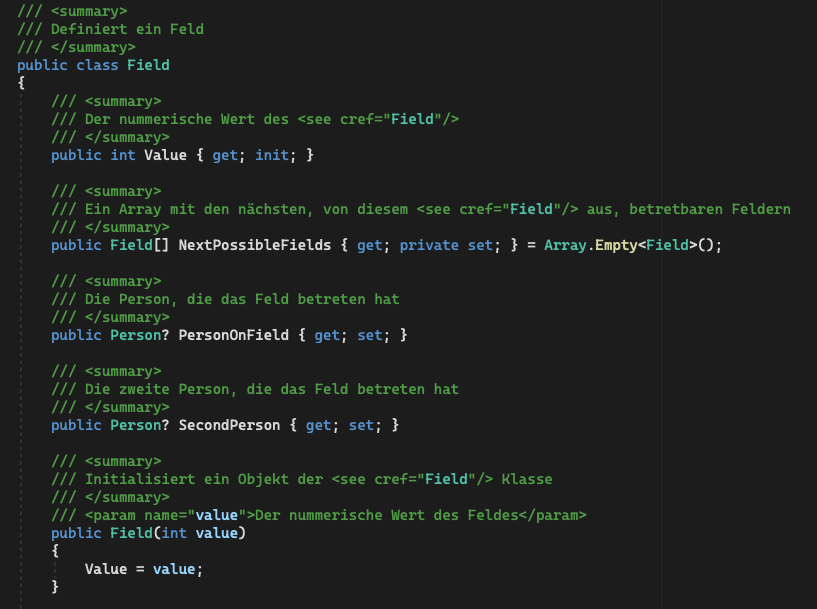 /// <summary>
/// Definiert ein Feld
/// </summary>
public class Field
{
/// <summary>
/// Der nummerische Wert des <see cref="Field"/>
/// </summary>
public int Value { get; init; }
/// <summary>
/// Ein Array mit den nächsten, von diesem <see cref="Field"/> aus, betretbaren Feldern
/// </summary>
public Field[] NextPossibleFields { get; private set; } = Array.Empty<Field>();
/// <summary>
/// Die Person, die das Feld betreten hat
/// </summary>
public Person? PersonOnField { get; set; }
/// <summary>
/// Die zweite Person, die das Feld betreten hat
/// </summary>
public Person? SecondPerson { get; set; }
/// <summary>
/// Initialisiert ein Objekt der <see cref="Field"/> Klasse
/// </summary>
/// <param name="value">Der nummerische Wert des Feldes</param>
public Field(int value)
{
Value = value;
}